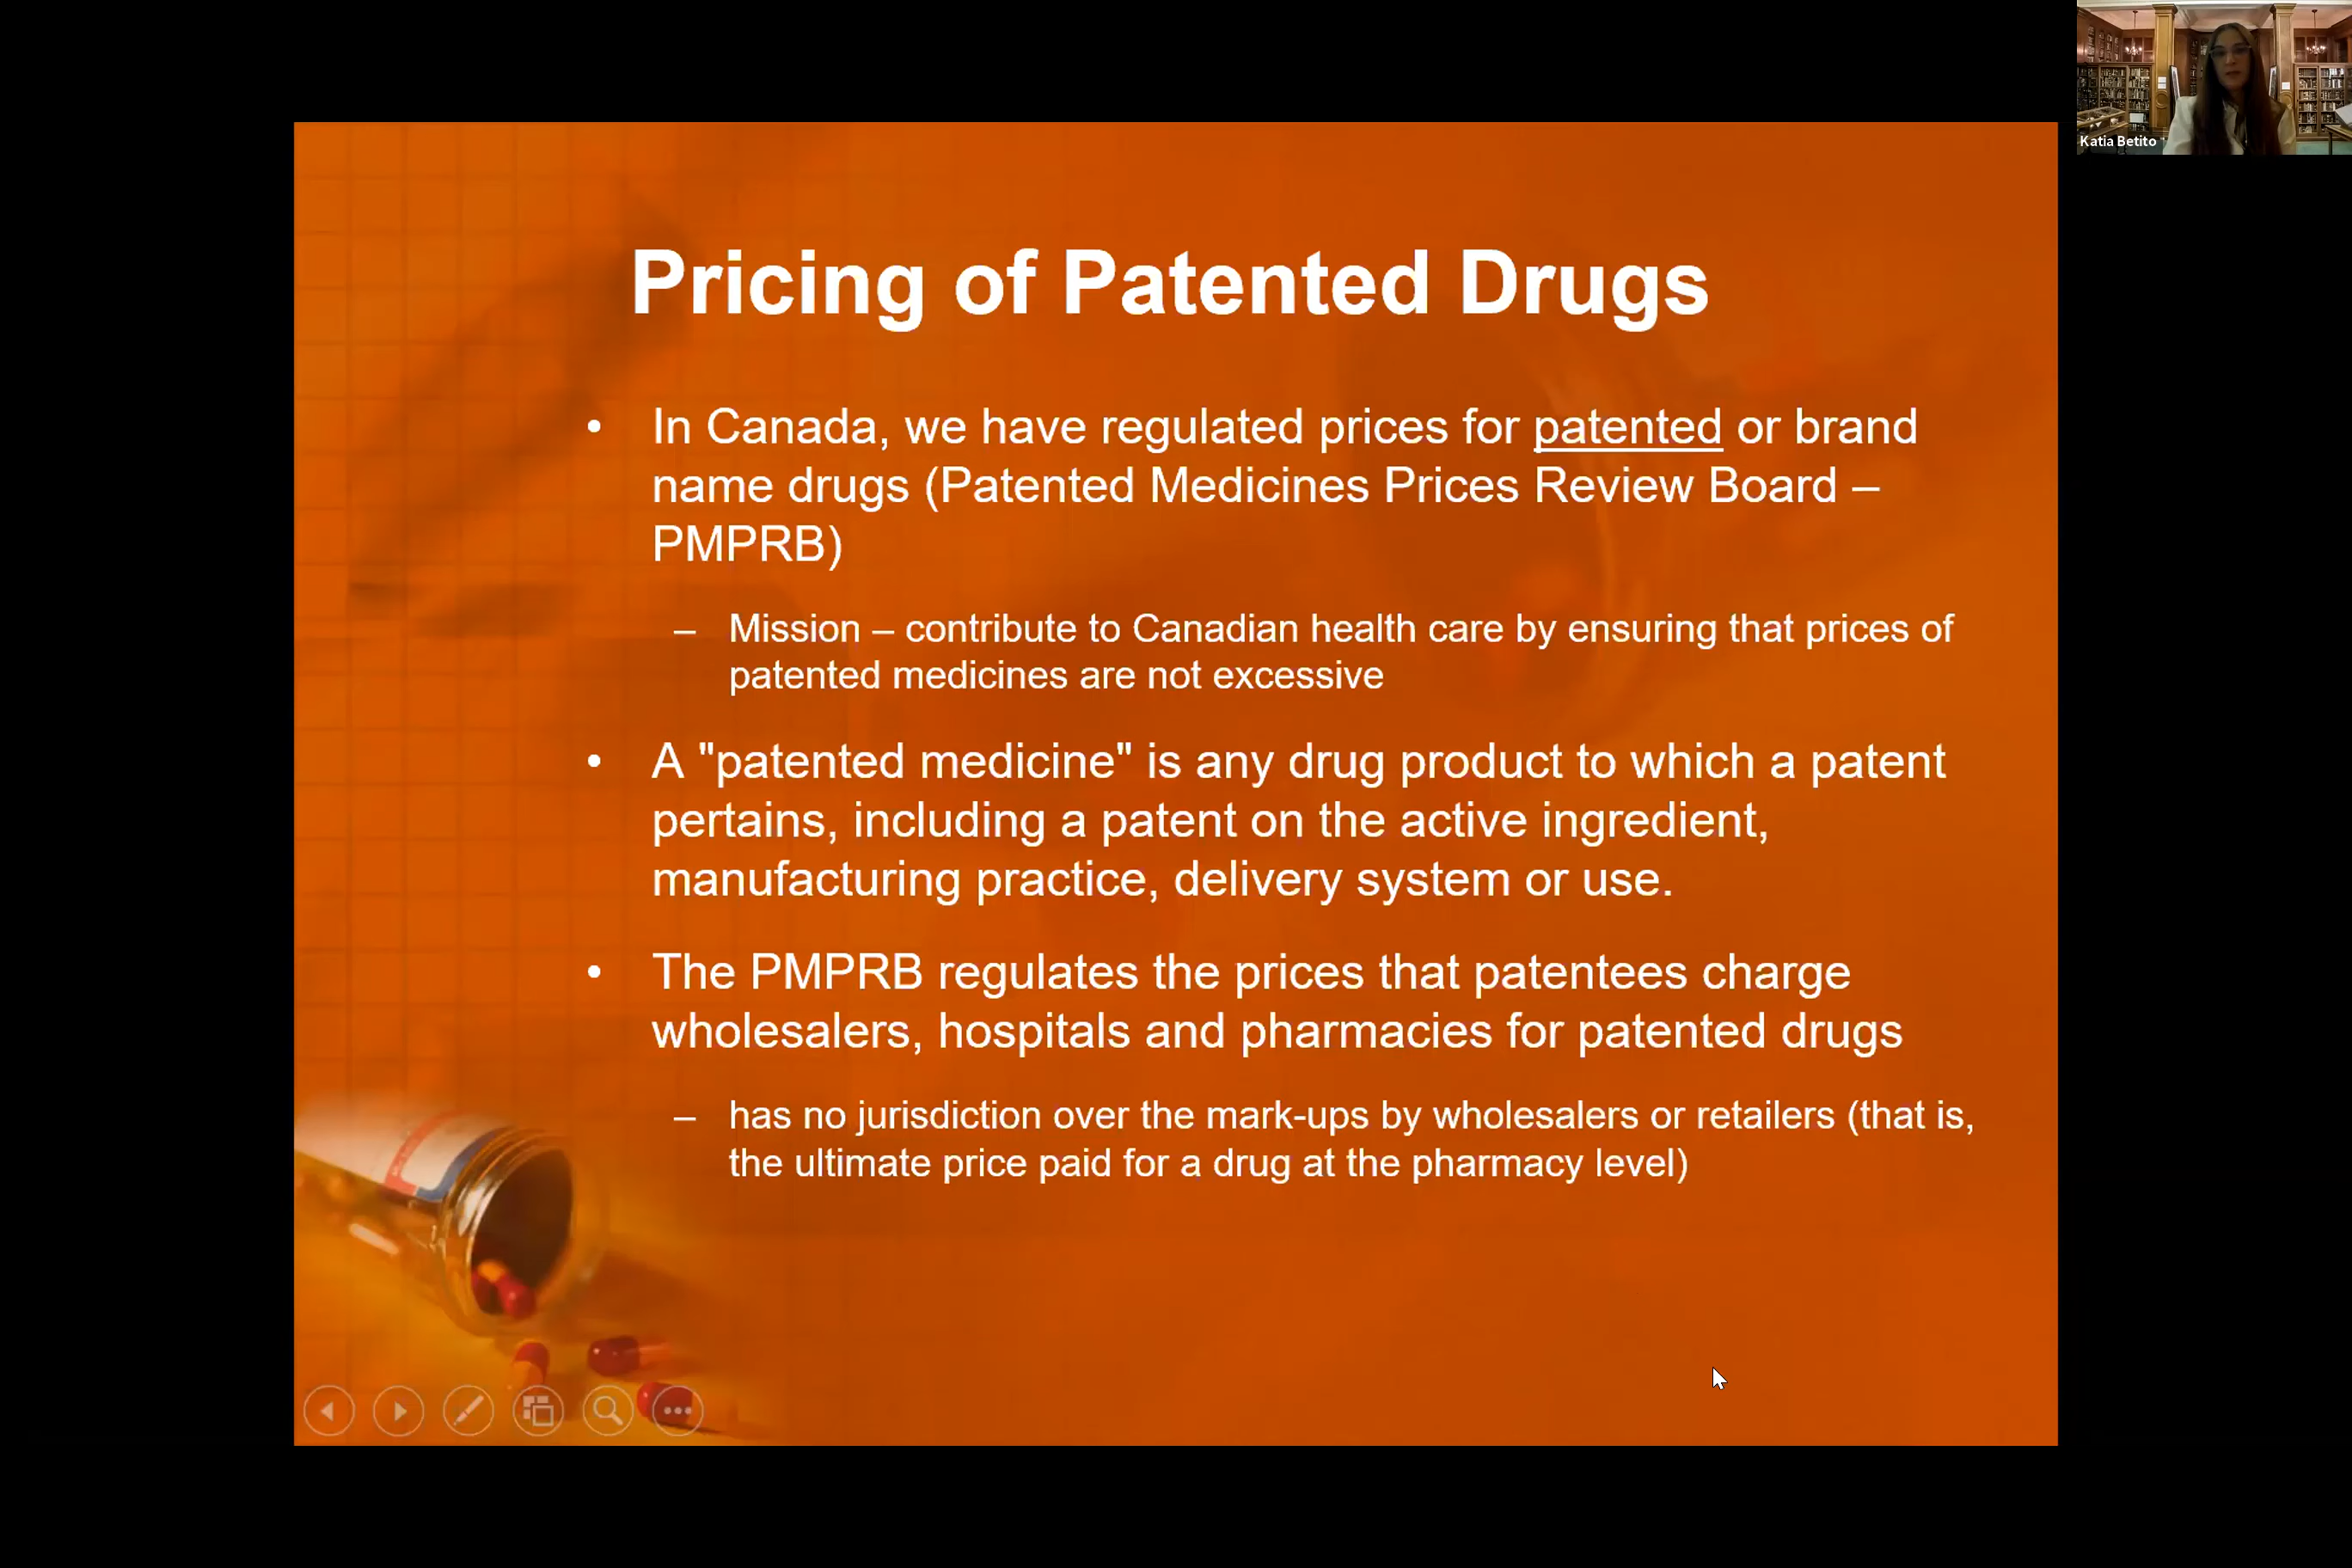 Katia Betito
Pricing of Patented Drugs
• In Canada, we have regulated prices for patented or brand
name drugs (Patented Medicines Prices Review Board –
PMPRB)
– Mission – contribute to Canadian health care by ensuring that prices of
patented medicines are not excessive
• A "patented medicine" is any drug product to which a patent
pertains, including a patent on the active ingredient,
manufacturing practice, delivery system or use.
• The PMPRB regulates the prices that patentees charge
wholesalers, hospitals and pharmacies for patented drugs
– has no jurisdiction over the mark-ups by wholesalers or retailers (that is,
the ultimate price paid for a drug at the pharmacy level)